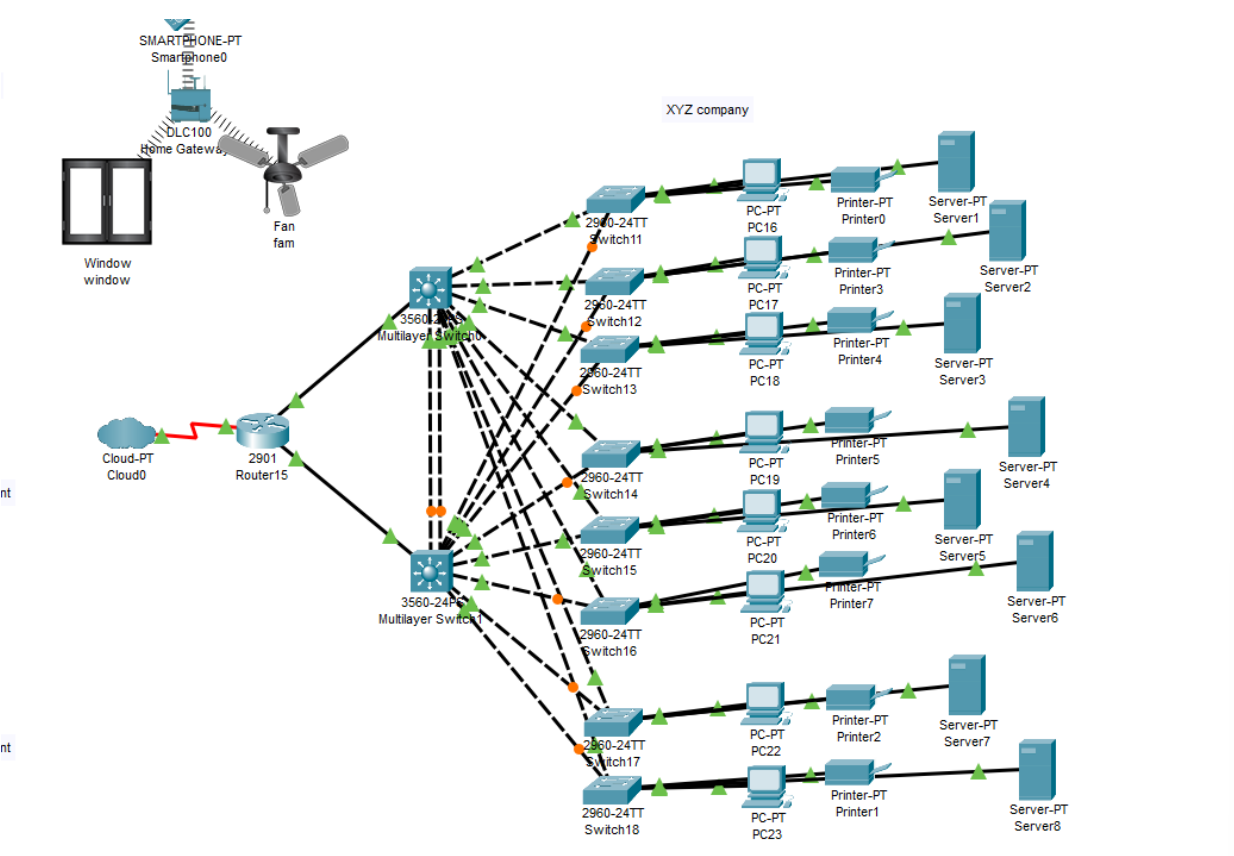 SMARTPHONE-PT
Smartphone0
DLC100
Home Gateway
Window
window
Fan
fam
XYZ company
Cloud-PT
Cloud0
2901
Router15
3560-24PS
Multilayer Switch0
3560-24PS
Multilayer Switch1
2960-24TT
Switch11
PC-PT
PC16
Printer-PT
Printer0
Server-PT
Server1
2960-24TT
Switch12
PC-PT
PC17
Printer-PT
Printer3
Server-PT
Server2
2960-24TT
Switch13
PC-PT
PC18
Printer-PT
Printer4
Server-PT
Server3
2960-24TT
Switch14
PC-PT
PC19
Printer-PT
Printer5
Server-PT
Server4
2960-24TT
Switch15
PC-PT
PC20
Printer-PT
Printer6
Server-PT
Server5
2960-24TT
Switch16
PC-PT
PC21
Printer-PT
Printer7
Server-PT
Server6
2960-24TT
Switch17
PC-PT
PC22
Printer-PT
Printer2
Server-PT
Server7
2960-24TT
Switch18
PC-PT
PC23
Printer-PT
Printer1
Server-PT
Server8
nt
nt